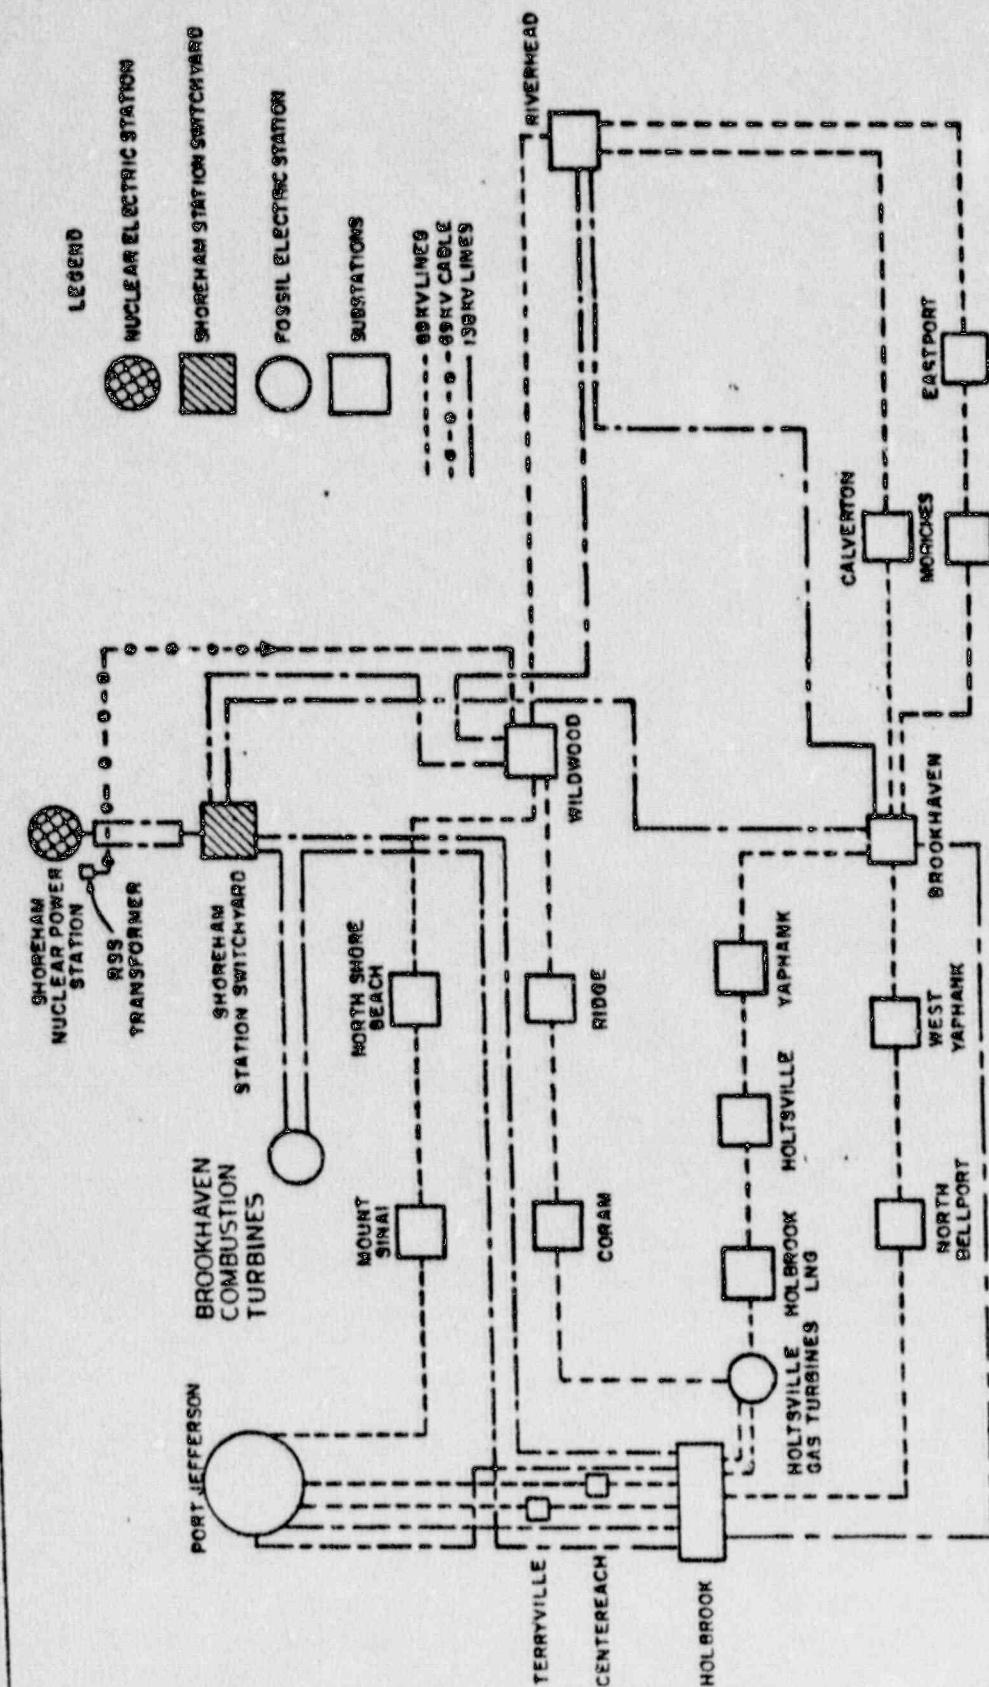 LEGEND
NUCLEAR ELECTRIC STATION
SHOREHAM STATION SWITCHYARD
FOSSIL ELECTRIC STATION
SUBSTATIONS
69KV LINES
69KV CABLE
138KV LINES
SHOREHAM
NUCLEAR POWER
STATION
RSS
TRANSFORMER
SHOREHAM
STATION SWITCHYARD
BROOKHAVEN
COMBUSTION
TURBINES
PORT JEFFERSON
NORTH SHORE
BEACH
MOUNT
SINAI
WILDWOOD
RIDGE
CORAM
RIVERHEAD
TERRYVILLE
CENTEREACH
HOLBROOK
YAPHANK
HOLTSVILLE
HOLBROOK
LNG
HOLTSVILLE
GAS TURBINES
CALVERTON
MORICHES
EASTPORT
BROOKHAVEN
WEST
YAPHANK
NORTH
BELLPORT